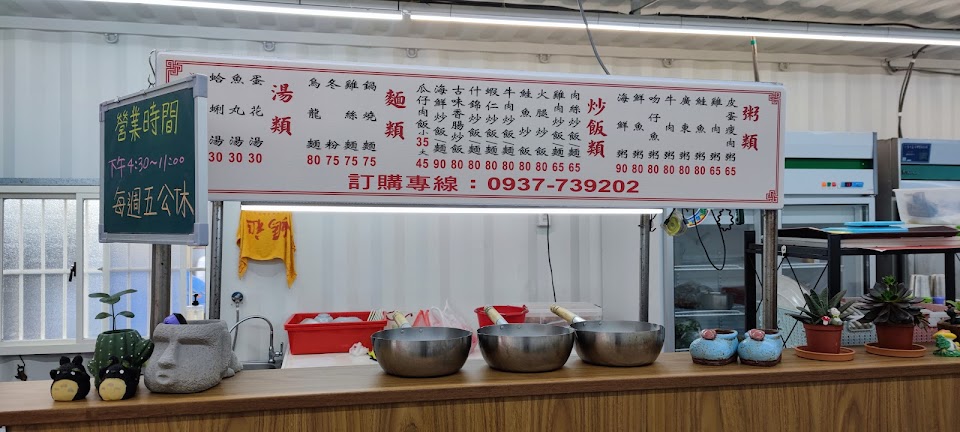 營業時間
下午4:30~11:00
每週五公休
粥類
皮蛋瘦肉粥 65
雞肉粥 65
鮭魚粥 80
廣東粥 80
牛肉粥 80
吻仔魚粥 80
鮮魚粥 80
海鮮粥 90
炒飯類
肉絲炒飯/麵 65
雞肉炒飯/麵 65
火腿炒飯 80
鮭魚炒飯 80
牛肉炒飯/麵 80
蝦仁炒飯/麵 80
什錦炒飯/麵 80
古味香腸炒飯 80
海鮮炒飯/麵 90
瓜仔肉飯小35大45
麵類
鍋燒麵 75
雞絲麵 75
冬粉 75
烏龍麵 80
湯類
蛋花湯 30
魚丸湯 30
蛤蜊湯 30
訂購專線：0937-739202